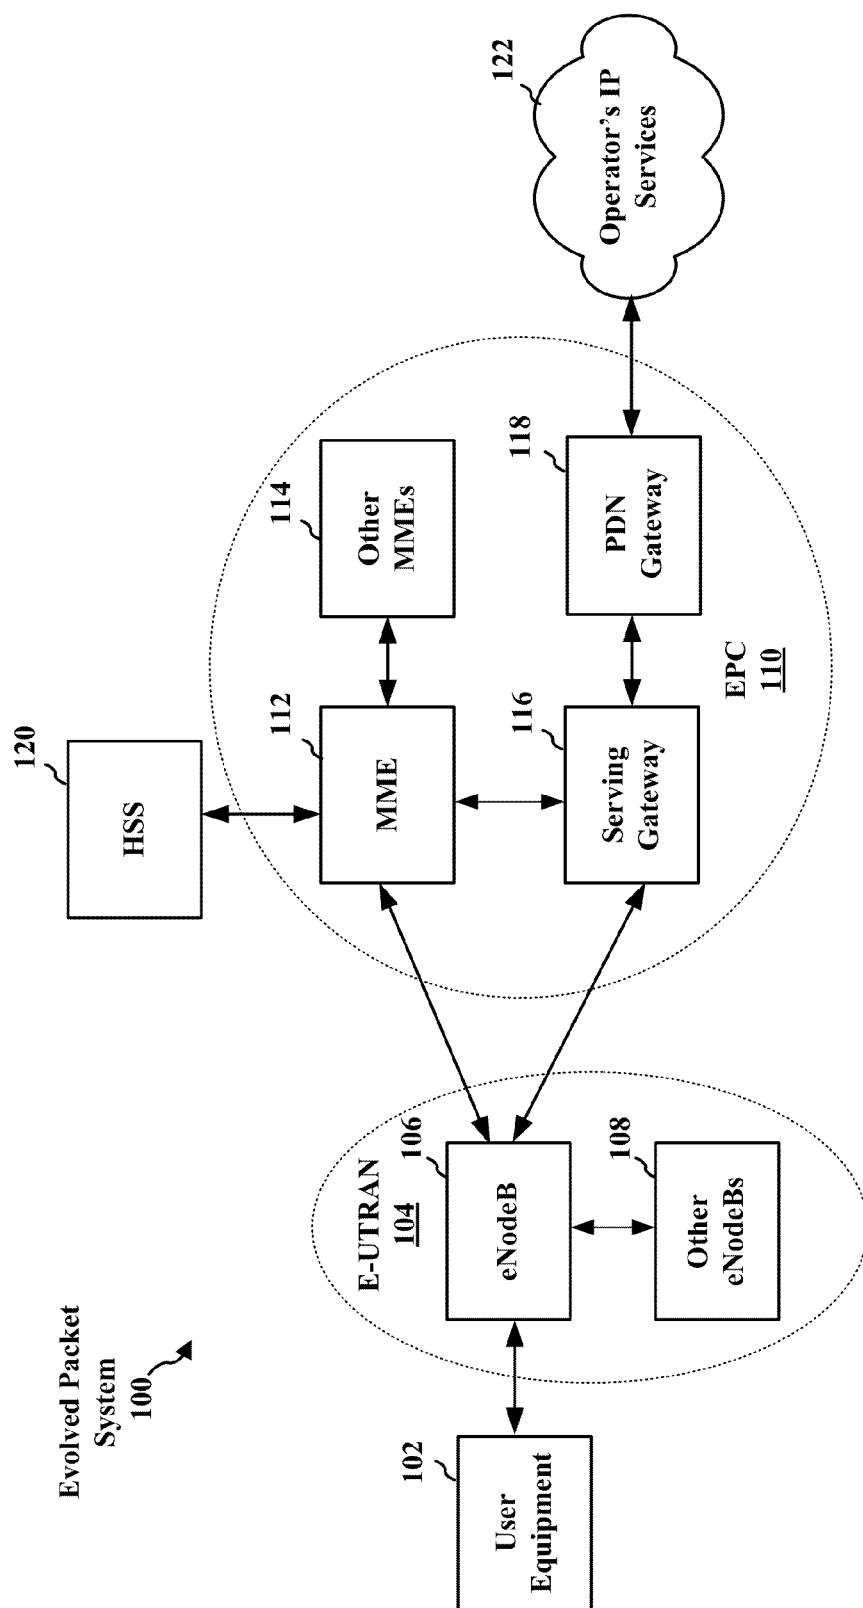 Evolved Packet
System
100
120
HSS
E-UTRAN
104
102
User
Equipment
106
eNodeB
108
Other
eNodeBs
112
MME
114
Other
MMEs
116
Serving
Gateway
118
PDN
Gateway
EPC
110
122
Operator's IP
Services